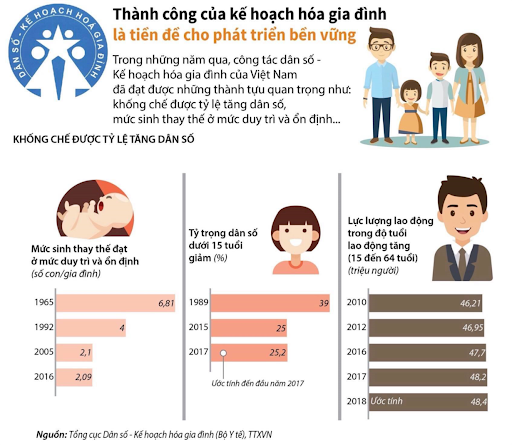 DÂN SỐ - KẾ HOẠCH HOÁ GIA ĐÌNH
Thành công của kế hoạch hóa gia đình
là tiền đề cho phát triển bền vững
Trong những năm qua, công tác dân số -
Kế hoạch hóa gia đình của Việt Nam
đã đạt được những thành tựu quan trọng như:
khống chế được tỷ lệ tăng dân số,
mức sinh thay thế ở mức duy trì và ổn định...
KHỐNG CHẾ ĐƯỢC TỶ LỆ TĂNG DÂN SỐ
Mức sinh thay thế đạt
ở mức duy trì và ổn định
(số con/gia đình)
1965 6,81
1992 4
2005 2,1
2016 2,09
Tỷ trọng dân số
dưới 15 tuổi
giảm (%)
1989 39
2015 25
2017 25,2
Ước tính đến đầu năm 2017
Lực lượng lao động
trong độ tuổi
lao động tăng
(15 đến 64 tuổi)
(triệu người)
2010 46,21
2012 46,95
2016 47,7
2017 48,2
2018 Ước tính 48,4
Nguồn: Tổng cục Dân số - Kế hoạch hóa gia đình (Bộ Y tế), TTXVN